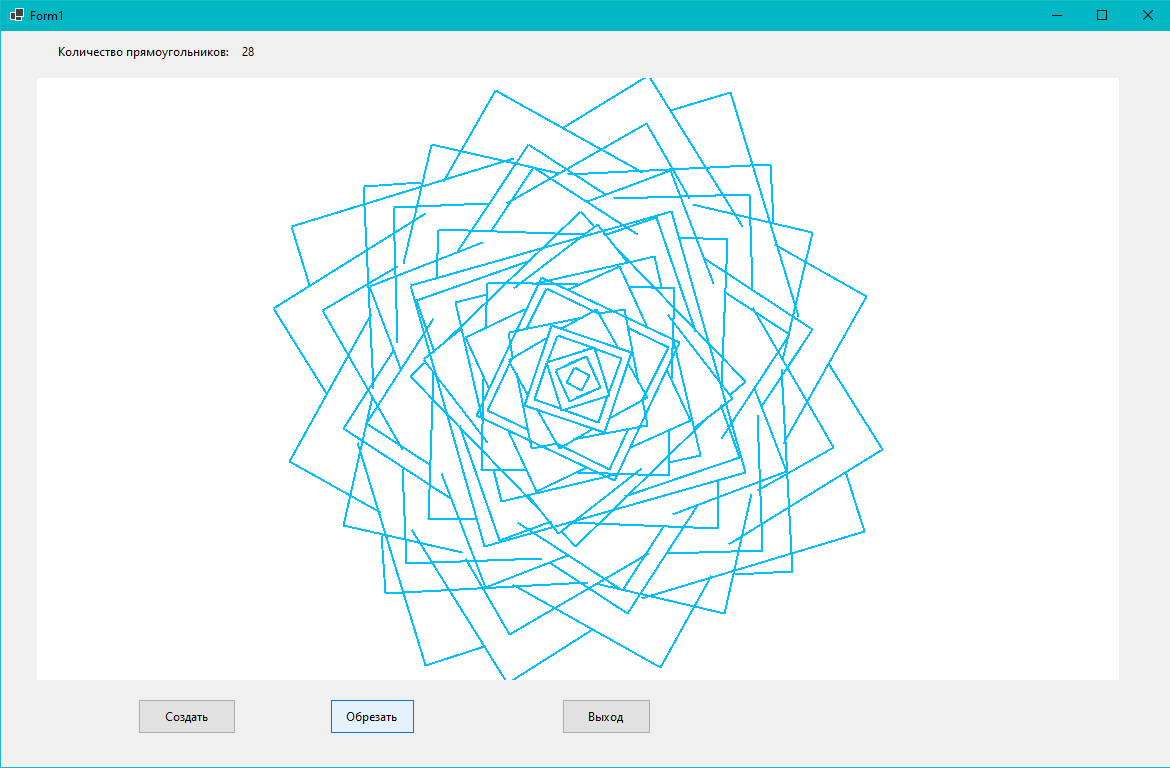 Form1
Количество прямоугольников: 28
Создать
Обрезать
Выход